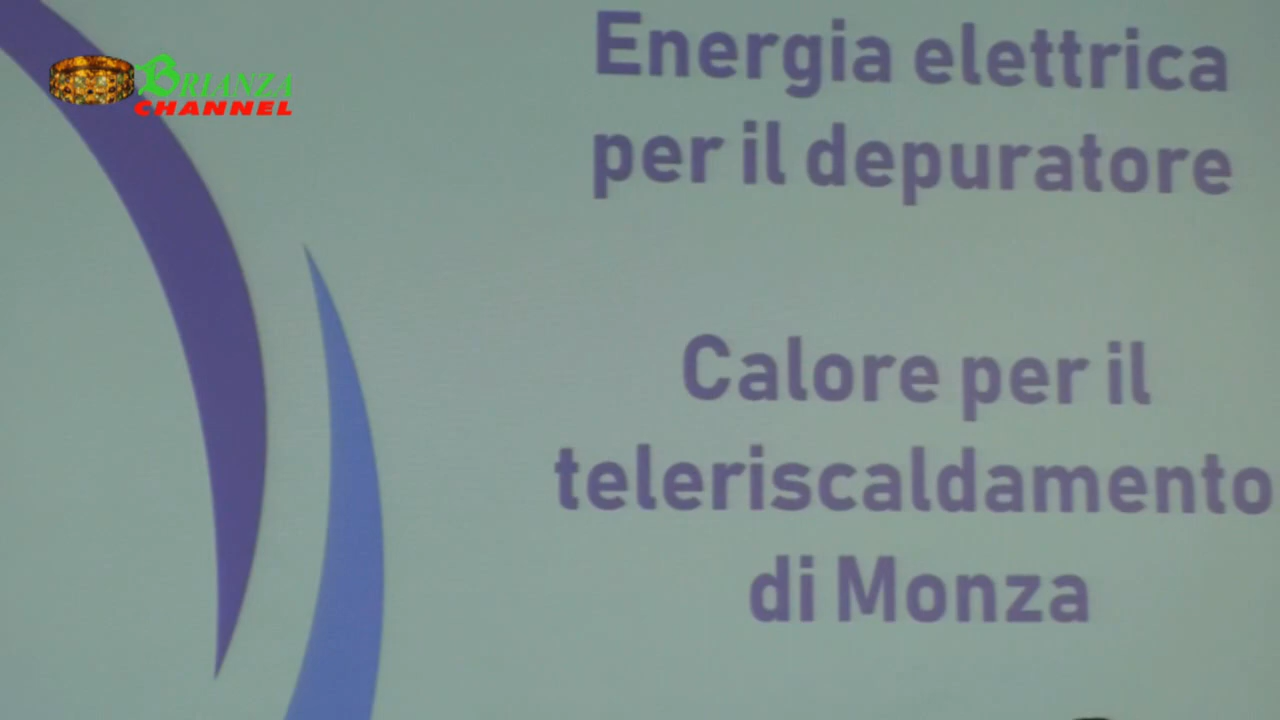 BRIANZA
CHANNEL
Energia elettrica
per il depuratore
Calore per il
teleriscaldamento
di Monza